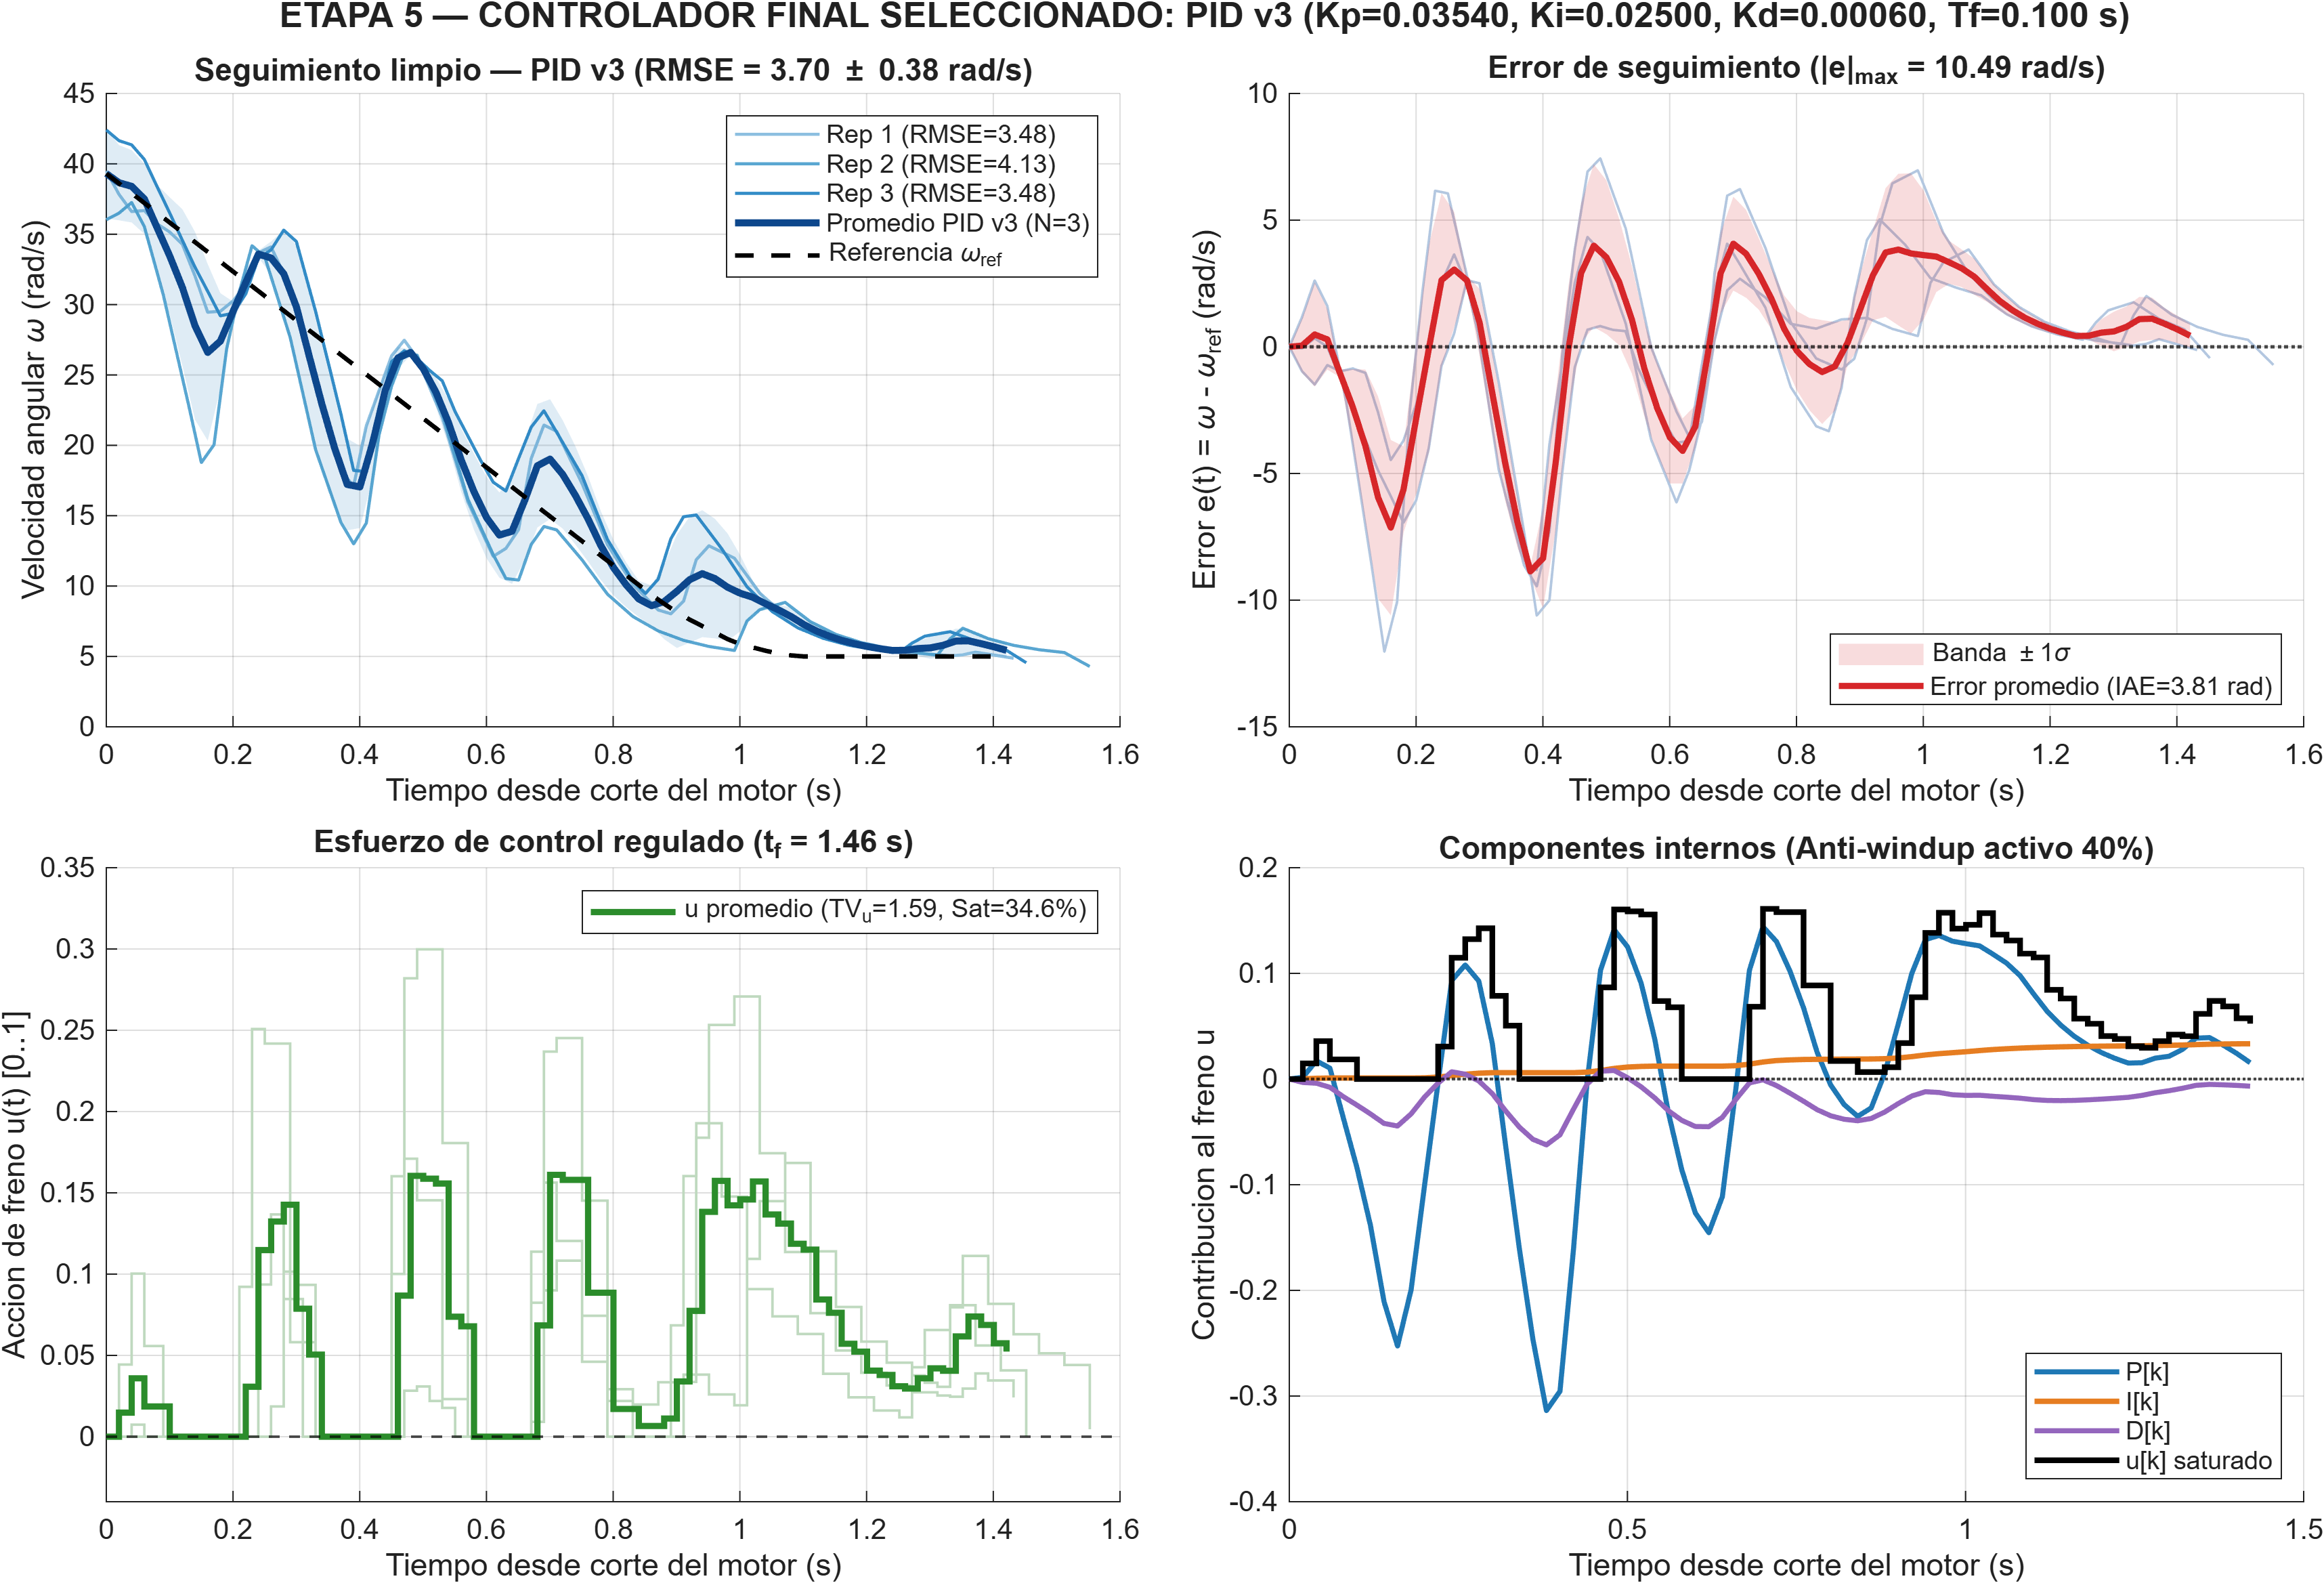 ETAPA 5 — CONTROLADOR FINAL SELECCIONADO: PID v3 (Kp=0.03540, Ki=0.02500, Kd=0.00060, Tf=0.100 s)
Seguimiento limpio — PID v3 (RMSE = 3.70 ± 0.38 rad/s)
Velocidad angular ω (rad/s)
45
40
35
30
25
20
15
10
5
0
Rep 1 (RMSE=3.48)
Rep 2 (RMSE=4.13)
Rep 3 (RMSE=3.48)
Promedio PID v3 (N=3)
Referencia ω_ref
0 0.2 0.4 0.6 0.8 1 1.2 1.4 1.6
Tiempo desde corte del motor (s)
Error de seguimiento (|e|_max = 10.49 rad/s)
Error e(t) = ω - ω_ref (rad/s)
10
5
0
-5
-10
-15
Banda ± 1σ
Error promedio (IAE=3.81 rad)
0 0.2 0.4 0.6 0.8 1 1.2 1.4 1.6
Tiempo desde corte del motor (s)
Esfuerzo de control regulado (t_f = 1.46 s)
Accion de freno u(t) [0..1]
0.35
0.3
0.25
0.2
0.15
0.1
0.05
0
u promedio (TV_u=1.59, Sat=34.6%)
0 0.2 0.4 0.6 0.8 1 1.2 1.4 1.6
Tiempo desde corte del motor (s)
Componentes internos (Anti-windup activo 40%)
Contribucion al freno u
0.2
0.1
0
-0.1
-0.2
-0.3
-0.4
P[k]
I[k]
D[k]
u[k] saturado
0 0.5 1 1.5
Tiempo desde corte del motor (s)